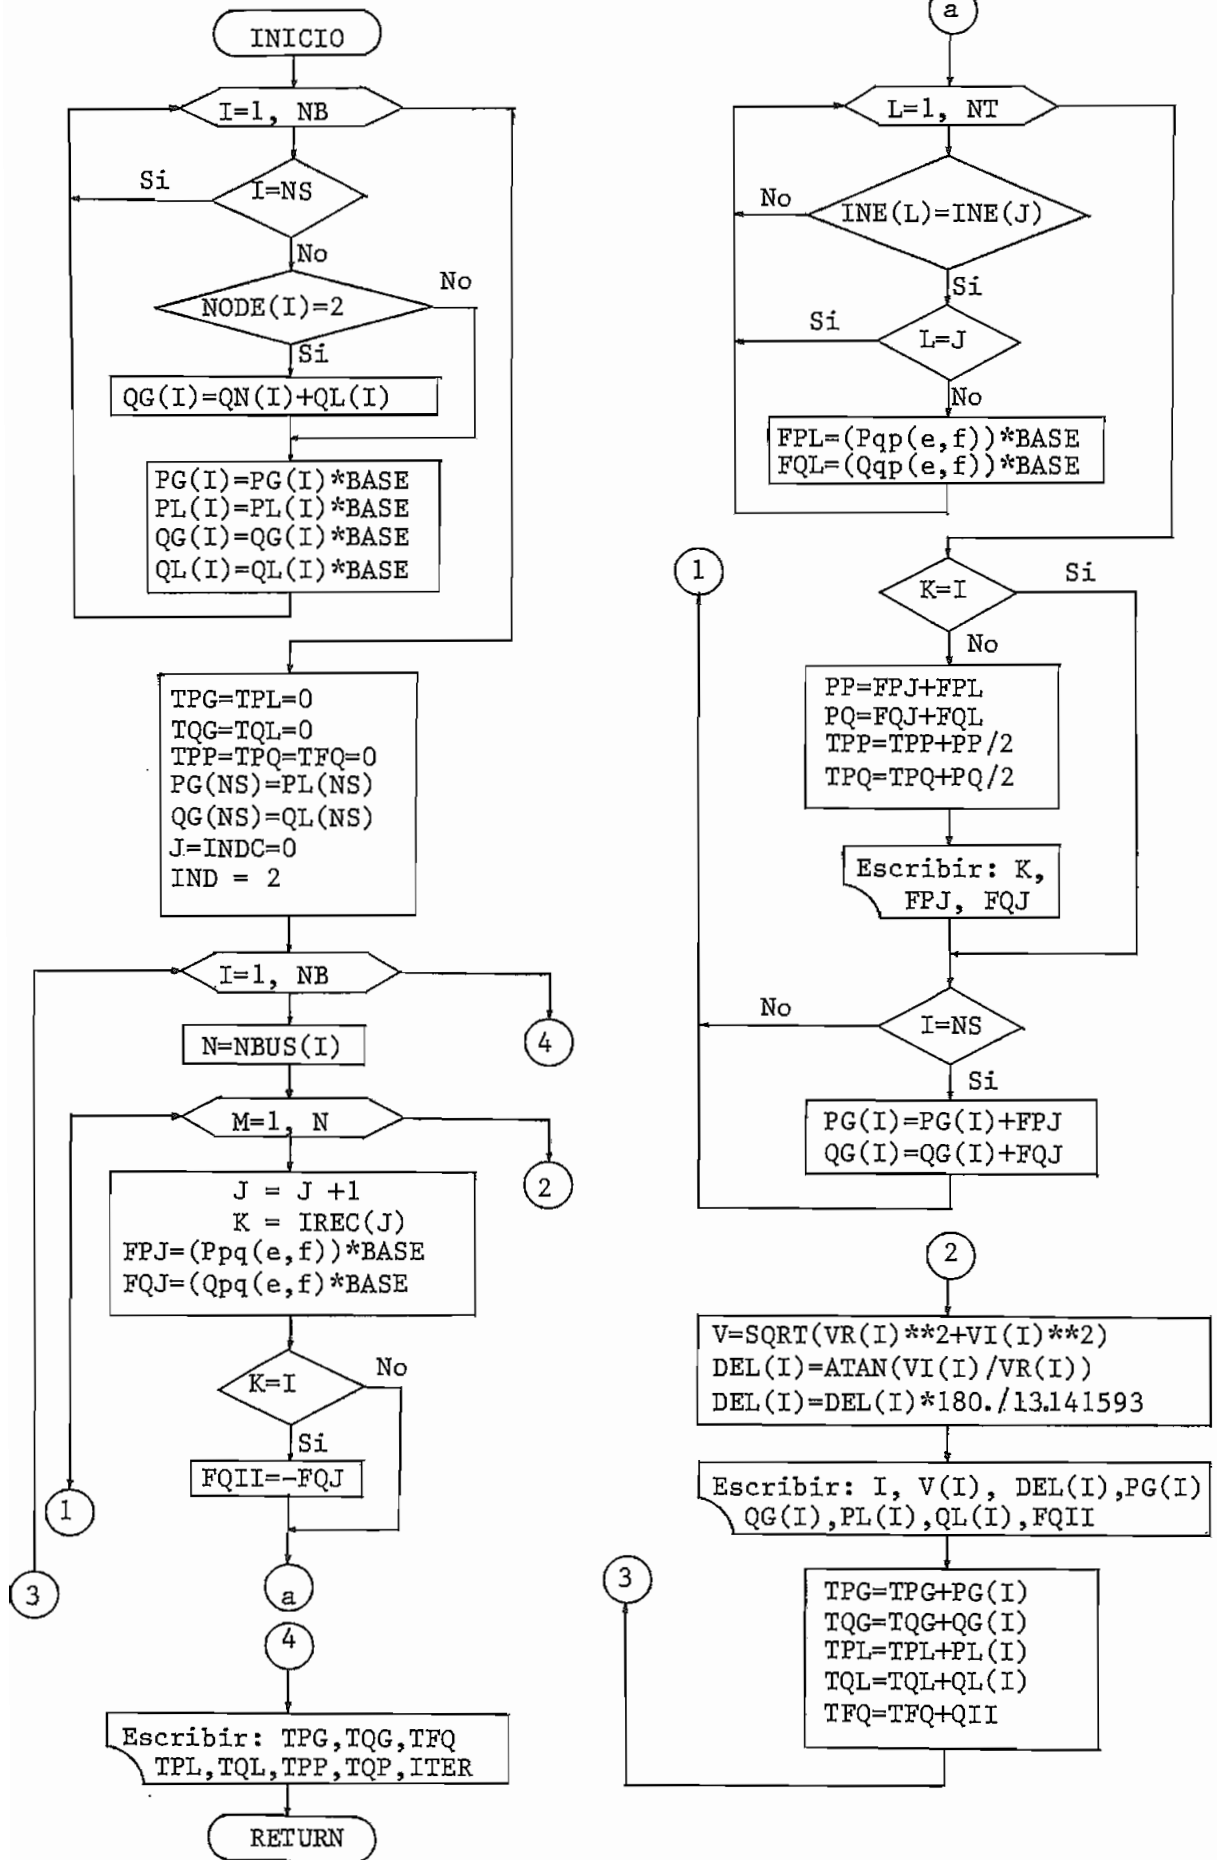 INICIO
I=1, NB
Si
I=NS
No
No
NODE(I)=2
Si
QG(I)=QN(I)+QL(I)
PG(I)=PG(I)*BASE
PL(I)=PL(I)*BASE
QG(I)=QG(I)*BASE
QL(I)=QL(I)*BASE
TPG=TPL=0
TQG=TQL=0
TPP=TPQ=TFQ=0
PG(NS)=PL(NS)
QG(NS)=QL(NS)
J=INDC=0
IND = 2
I=1, NB
N=NBUS(I)
4
M=1, N
2
J = J +1
K = IREC(J)
FPJ=(Ppq(e,f))*BASE
FQJ=(Qpq(e,f)*BASE
K=I
No
Si
FQII=-FQJ
1
3
a
4
Escribir: TPG,TQG,TFQ
TPL,TQL,TPP,TQP,ITER
RETURN
a
L=1, NT
No
INE(L)=INE(J)
Si
Si
L=J
No
FPL=(Pqp(e,f))*BASE
FQL=(Qqp(e,f))*BASE
1
K=I
Si
No
PP=FPJ+FPL
PQ=FQJ+FQL
TPP=TPP+PP/2
TPQ=TPQ+PQ/2
Escribir: K,
FPJ, FQJ
No
I=NS
Si
PG(I)=PG(I)+FPJ
QG(I)=QG(I)+FQJ
2
V=SQRT(VR(I)**2+VI(I)**2)
DEL(I)=ATAN(VI(I)/VR(I))
DEL(I)=DEL(I)*180./13.141593
Escribir: I, V(I), DEL(I),PG(I)
QG(I),PL(I),QL(I),FQII
3
TPG=TPG+PG(I)
TQG=TQG+QG(I)
TPL=TPL+PL(I)
TQL=TQL+QL(I)
TFQ=TFQ+QII